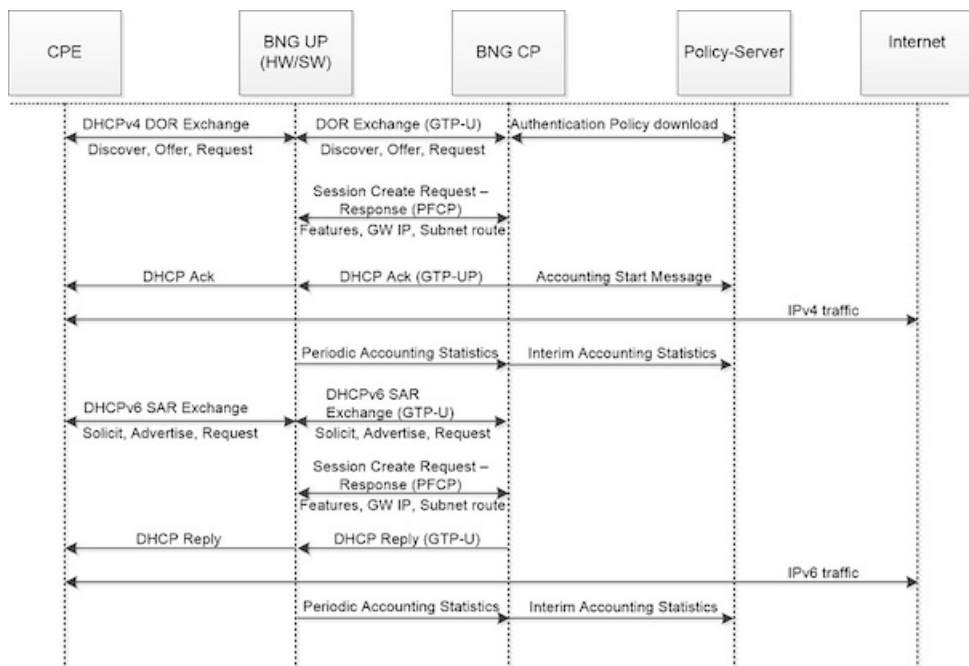 CPE
BNG UP
(HW/SW)
BNG CP
Policy-Server
Internet
DHCPv4 DOR Exchange
Discover, Offer, Request
DOR Exchange (GTP-U)
Discover, Offer, Request
Authentication Policy download
Session Create Request –
Response (PFCP)
Features, GW IP, Subnet route
DHCP Ack
DHCP Ack (GTP-UP)
Accounting Start Message
IPv4 traffic
Periodic Accounting Statistics
Interim Accounting Statistics
DHCPv6 SAR Exchange
Solicit, Advertise, Request
DHCPv6 SAR
Exchange (GTP-U)
Solicit, Advertise, Request
Session Create Request –
Response (PFCP)
Features, GW IP, Subnet route
DHCP Reply
DHCP Reply (GTP-U)
IPv6 traffic
Periodic Accounting Statistics
Interim Accounting Statistics